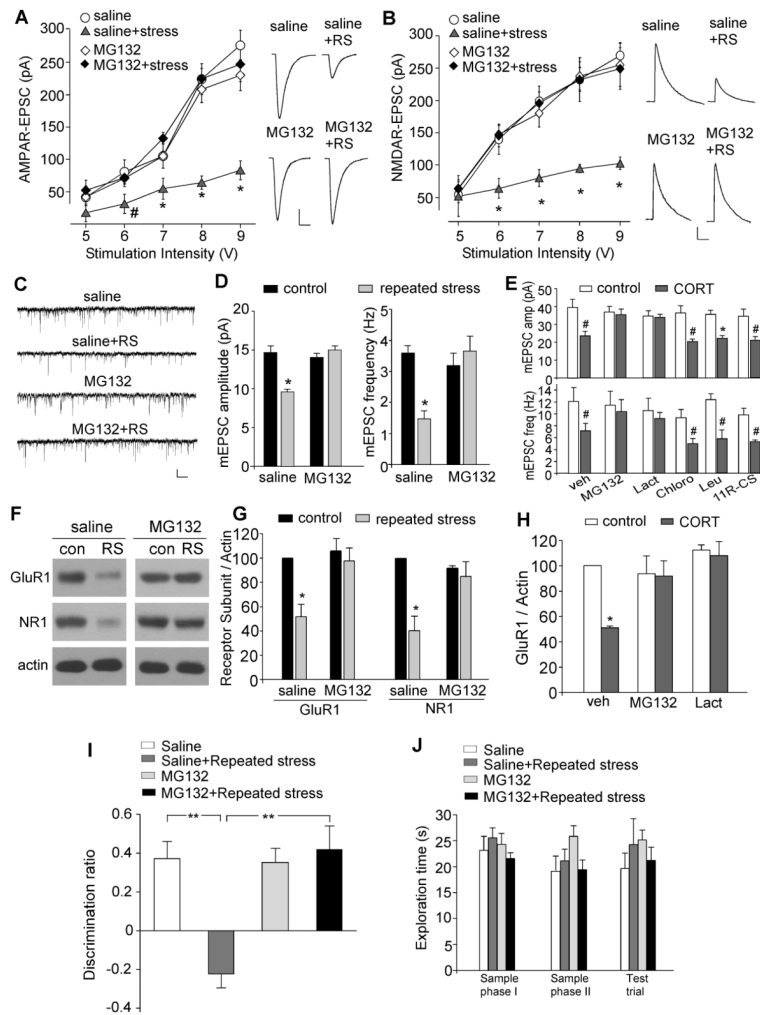 A
saline
saline+stress
MG132
MG132+stress
AMPAR-EPSC (pA)
300
250
200
150
100
50
5 6 7 8 9
Stimulation Intensity (V)
#
*
*
*
saline
saline
+RS
MG132
MG132
+RS
B
saline
saline+stress
MG132
MG132+stress
NMDAR-EPSC (pA)
300
250
200
150
100
50
5 6 7 8 9
Stimulation Intensity (V)
*
*
*
*
saline
saline
+RS
MG132
MG132
+RS
C
saline
saline+RS
MG132
MG132+RS
D
control
repeated stress
mEPSC amplitude (pA)
20
15
10
5
0
*
saline MG132
mEPSC frequency (Hz)
5
4
3
2
1
0
*
saline MG132
E
control
CORT
mEPSC amp (pA)
60
40
20
0
# # * #
mEPSC freq (Hz)
16
14
12
10
8
6
4
2
0
# # # #
veh MG132 Lact Chloro Leu 11R-CS
F
saline MG132
con RS con RS
GluR1
NR1
actin
G
control
repeated stress
Receptor Subunit / Actin
120
100
80
60
40
20
0
* *
saline MG132 saline MG132
GluR1 NR1
H
control
CORT
GluR1 / Actin
120
100
80
60
40
20
0
*
veh MG132 Lact
I
Saline
Saline+Repeated stress
MG132
MG132+Repeated stress
Discrimination ratio
0.6
0.4
0.2
0
-0.2
-0.4
** **
J
Saline
Saline+Repeated stress
MG132
MG132+Repeated stress
Exploration time (s)
30
25
20
15
10
5
0
Sample phase I
Sample phase II
Test trial